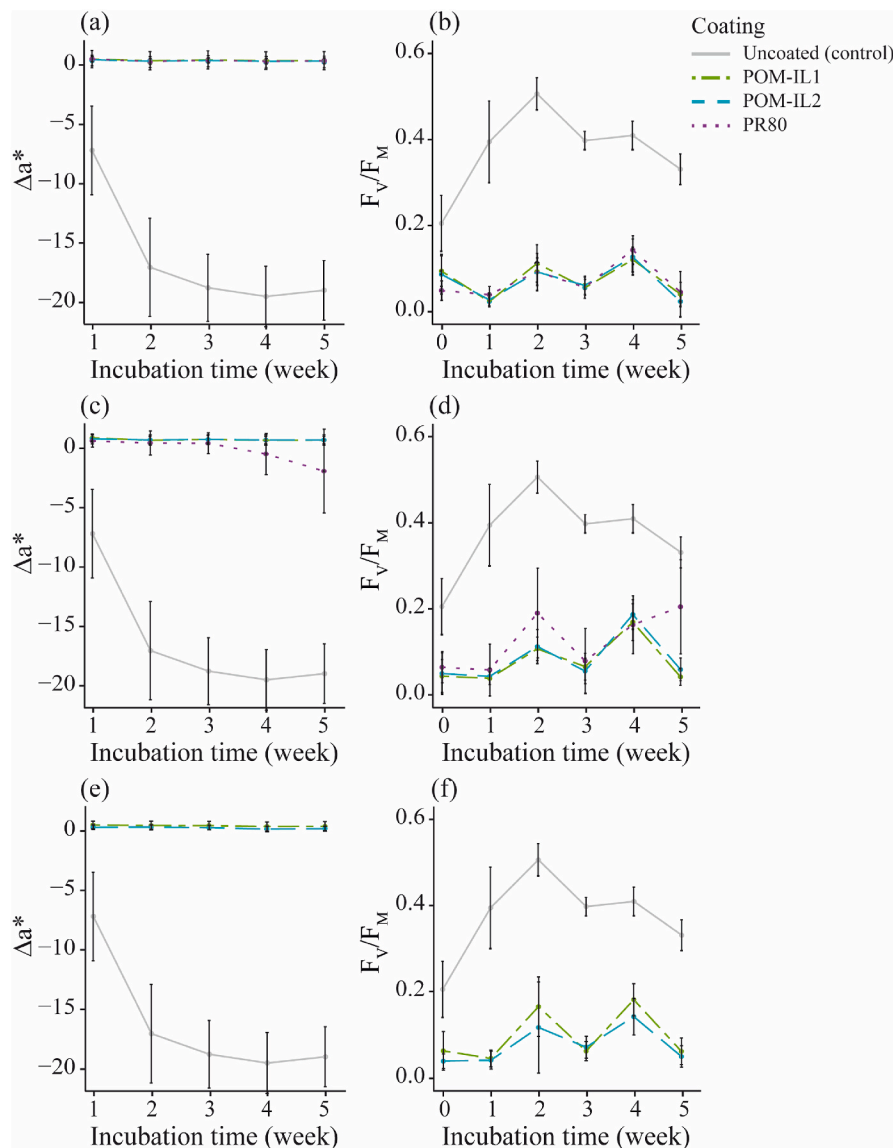 (a)
0
−5
−10
−15
−20
Δa*
1 2 3 4 5
Incubation time (week)
(b)
0.6
0.4
0.2
0.0
FV/FM
0 1 2 3 4 5
Incubation time (week)
Coating
Uncoated (control)
POM-IL1
POM-IL2
PR80
(c)
0
−5
−10
−15
−20
Δa*
1 2 3 4 5
Incubation time (week)
(d)
0.6
0.4
0.2
0.0
FV/FM
0 1 2 3 4 5
Incubation time (week)
(e)
0
−5
−10
−15
−20
Δa*
1 2 3 4 5
Incubation time (week)
(f)
0.6
0.4
0.2
0.0
FV/FM
0 1 2 3 4 5
Incubation time (week)